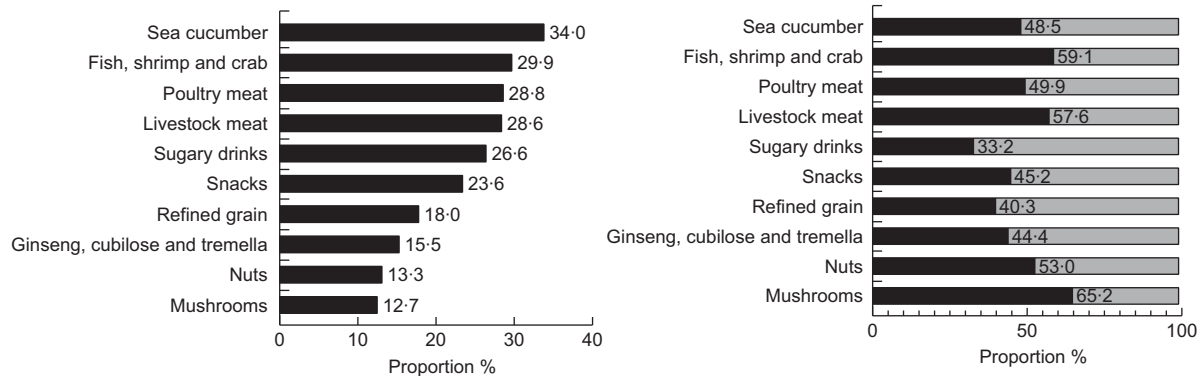 Sea cucumber 34·0
Fish, shrimp and crab 29·9
Poultry meat 28·8
Livestock meat 28·6
Sugary drinks 26·6
Snacks 23·6
Refined grain 18·0
Ginseng, cubilose and tremella 15·5
Nuts 13·3
Mushrooms 12·7
0 10 20 30 40
Proportion %
Sea cucumber 48·5
Fish, shrimp and crab 59·1
Poultry meat 49·9
Livestock meat 57·6
Sugary drinks 33·2
Snacks 45·2
Refined grain 40·3
Ginseng, cubilose and tremella 44·4
Nuts 53·0
Mushrooms 65·2
0 50 100
Proportion %